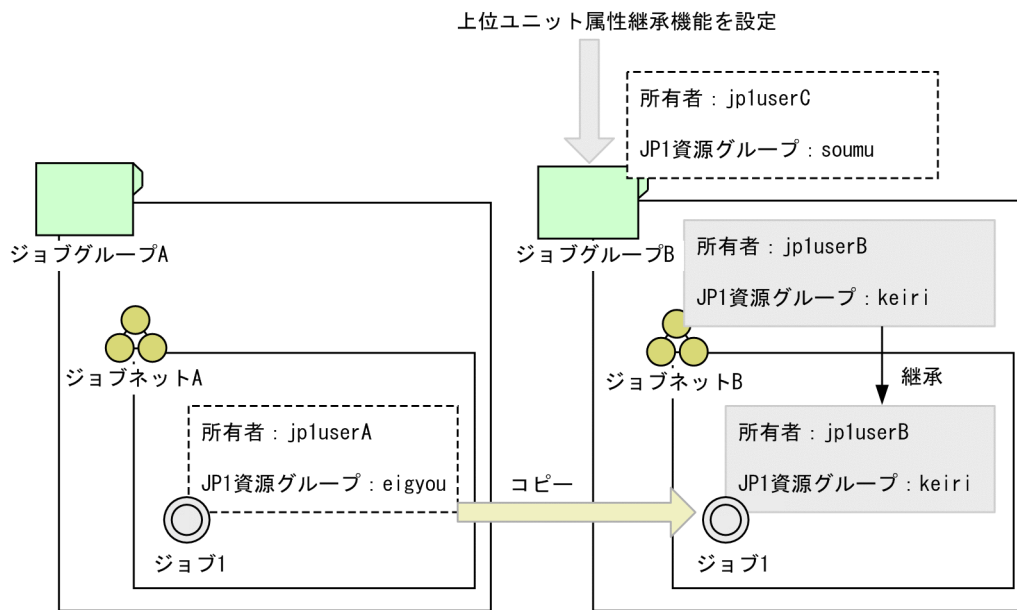 上位ユニット属性継承機能を設定
所有者：jp1userC
JP1資源グループ：soumu
ジョブグループA
ジョブグループB
所有者：jp1userB
JP1資源グループ：keiri
ジョブネットA
ジョブネットB
継承
所有者：jp1userA
JP1資源グループ：eigyou
コピー
所有者：jp1userB
JP1資源グループ：keiri
ジョブ1
ジョブ1